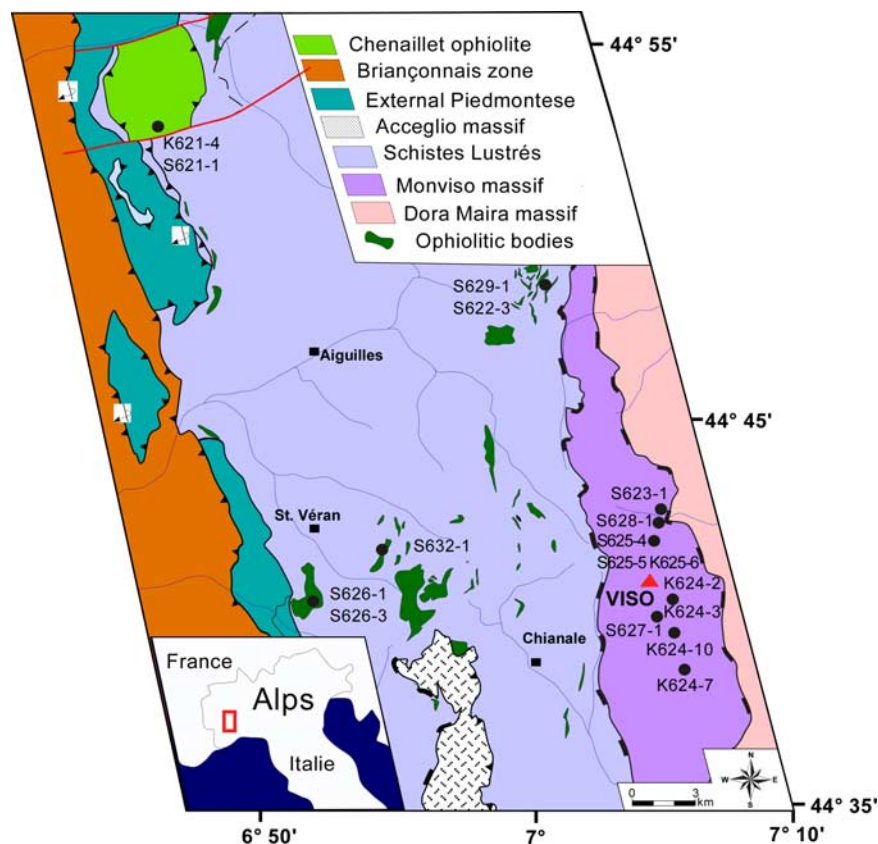 Chenaillet ophiolite
Briançonnais zone
External Piedmontese
Acceglio massif
Schistes Lustrés
Monviso massif
Dora Maira massif
Ophiolitic bodies
44° 55'
K621-4
S621-1
S629-1
S622-3
Aiguilles
44° 45'
St. Véran
S632-1
S626-1
S626-3
Chianale
S623-1
S628-1
S625-4
S625-5 K625-6
K624-2
VISO
K624-3
S627-1
K624-10
K624-7
France
Alps
Italie
N
W E
S
0 3
km
44° 35'
6° 50' 7° 7° 10'